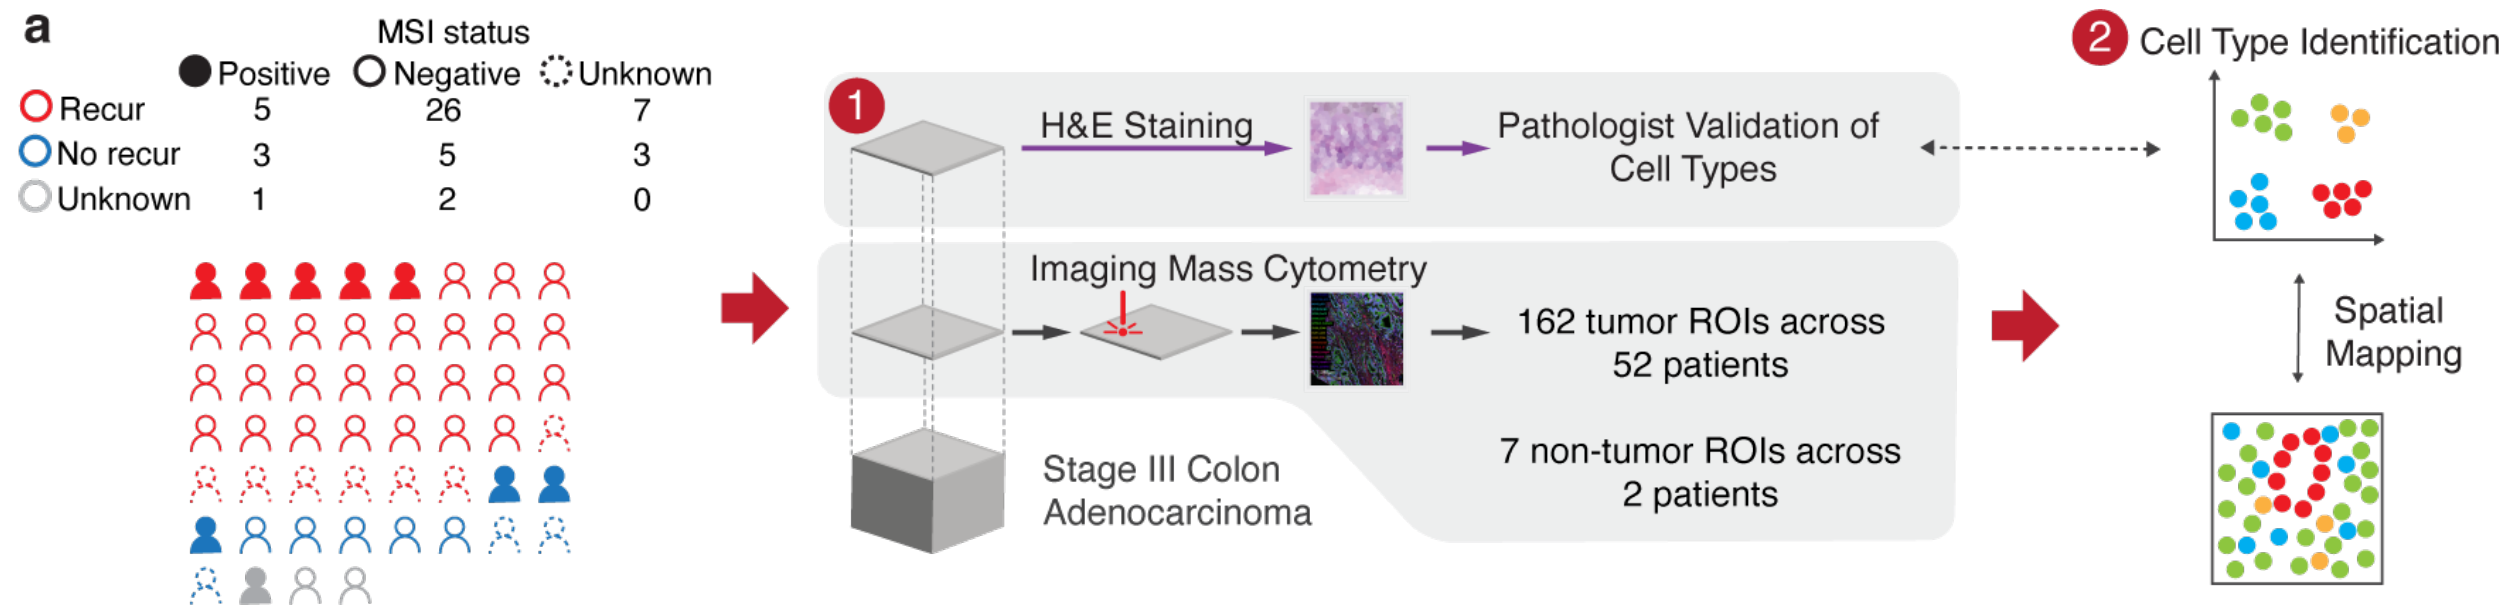 a
MSI status
Positive Negative Unknown
Recur 5 26 7
No recur 3 5 3
Unknown 1 2 0
1
H&E Staining
Pathologist Validation of
Cell Types
Imaging Mass Cytometry
162 tumor ROIs across
52 patients
7 non-tumor ROIs across
2 patients
Stage III Colon
Adenocarcinoma
2 Cell Type Identification
Spatial
Mapping